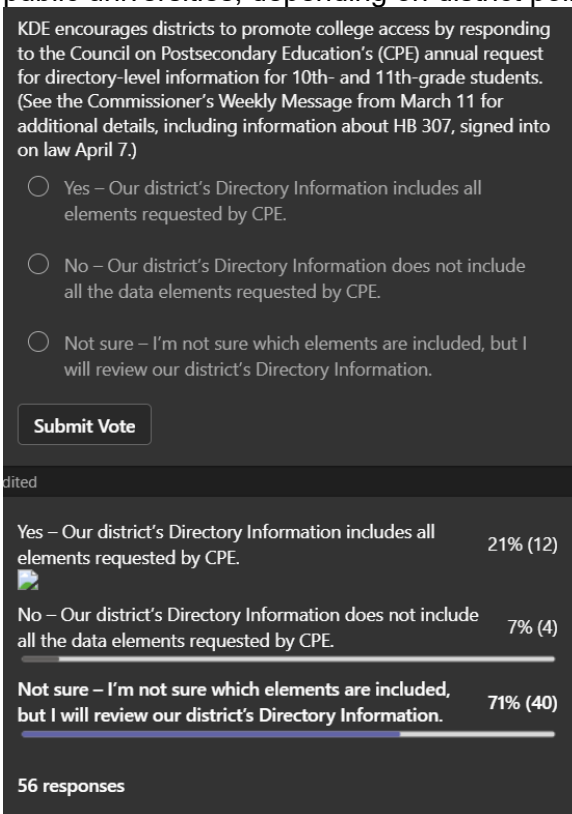 public universities, depending on district poli
KDE encourages districts to promote college access by responding
to the Council on Postsecondary Education's (CPE) annual request
for directory-level information for 10th- and 11th-grade students.
(See the Commissioner's Weekly Message from March 11 for
additional details, including information about HB 307, signed into
on law April 7.)
Yes – Our district's Directory Information includes all
elements requested by CPE.
No – Our district's Directory Information does not include
all the data elements requested by CPE.
Not sure – I'm not sure which elements are included, but I
will review our district's Directory Information.
Submit Vote
dited
Yes – Our district's Directory Information includes all
elements requested by CPE.
21% (12)
No – Our district's Directory Information does not include
all the data elements requested by CPE.
7% (4)
Not sure – I'm not sure which elements are included,
but I will review our district's Directory Information.
71% (40)
56 responses